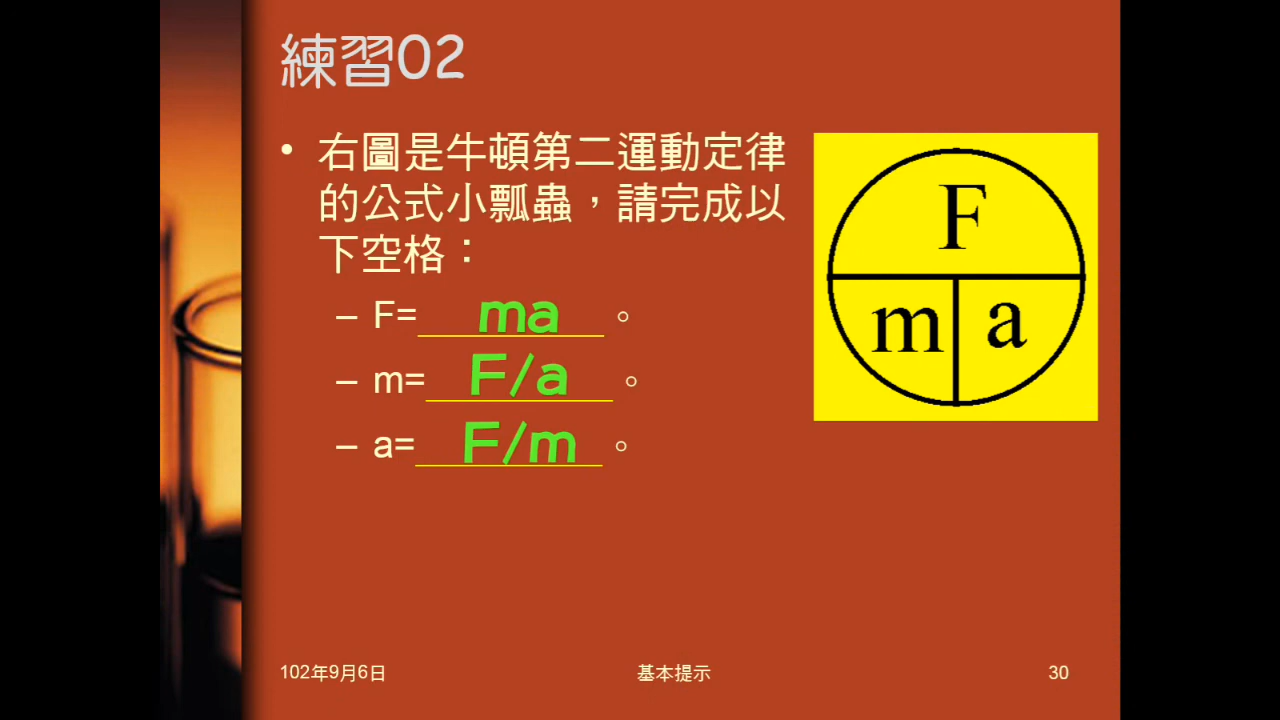 練習02
• 右圖是牛頓第二運動定律
的公式小瓢蟲，請完成以
下空格：
– F= ma 。
– m= F/a 。
– a= F/m 。
F
m a
102年9月6日
基本提示
30